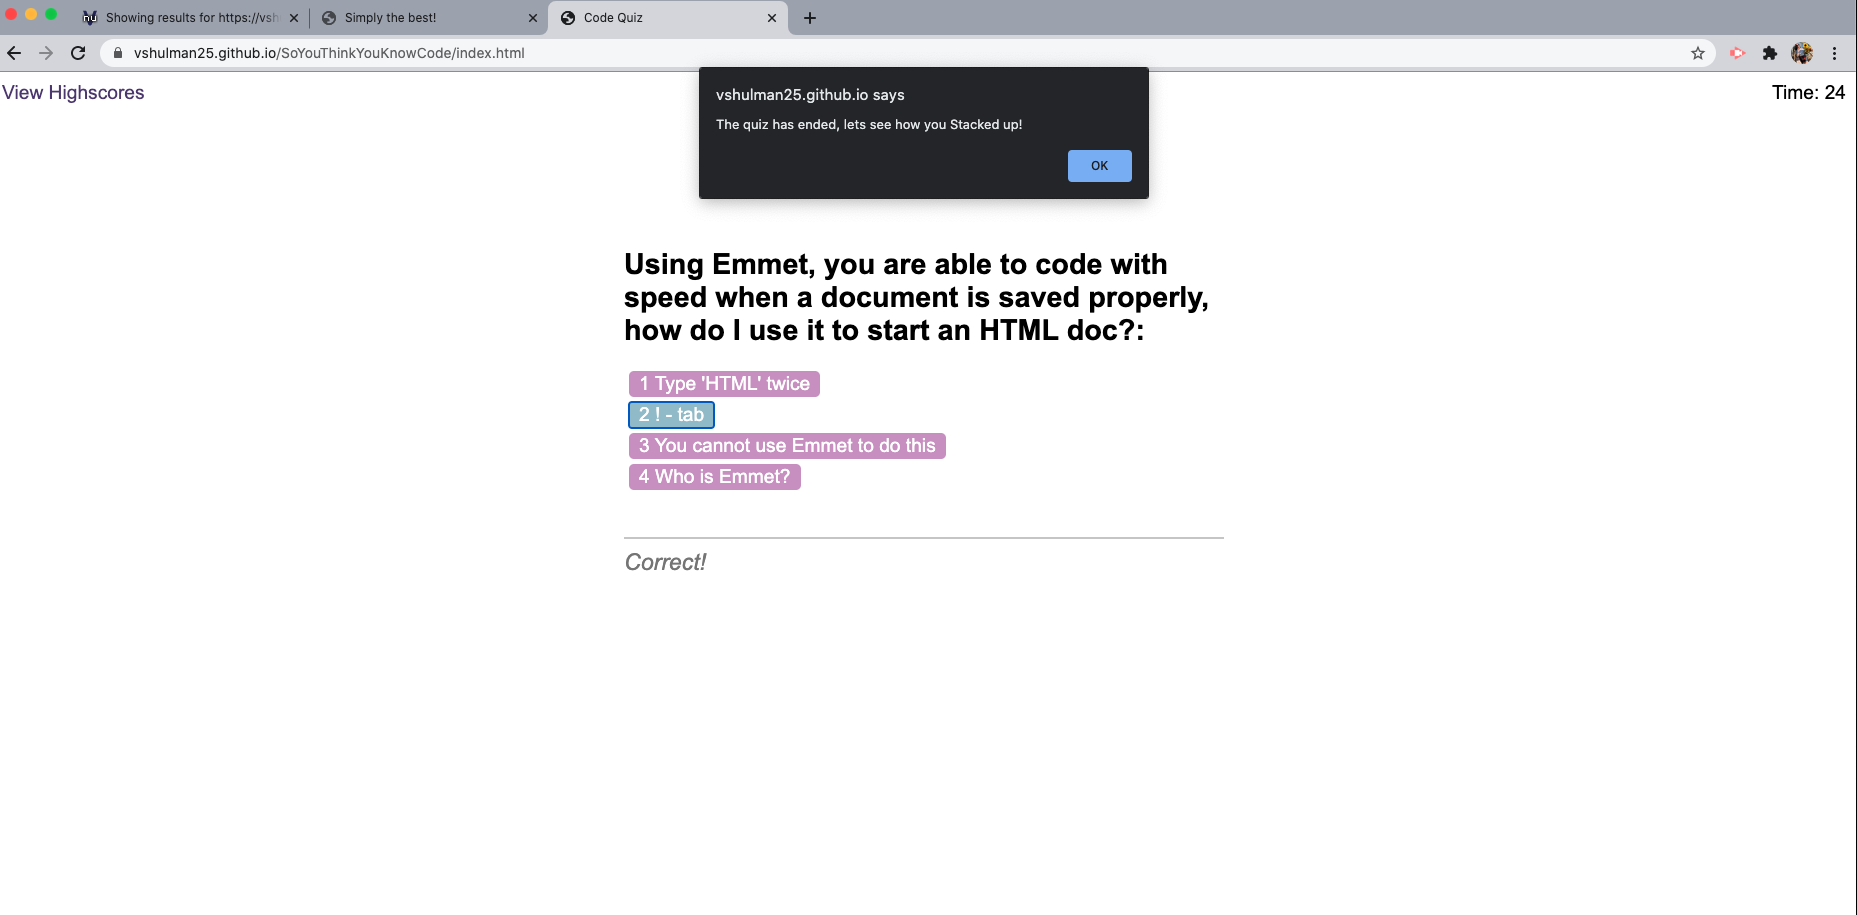 nu Showing results for https://vsh
Simply the best!
Code Quiz
vshulman25.github.io/SoYouThinkYouKnowCode/index.html
View Highscores
Time: 24
vshulman25.github.io says
The quiz has ended, lets see how you Stacked up!
OK
Using Emmet, you are able to code with
speed when a document is saved properly,
how do I use it to start an HTML doc?:
1 Type 'HTML' twice
2 ! - tab
3 You cannot use Emmet to do this
4 Who is Emmet?
Correct!